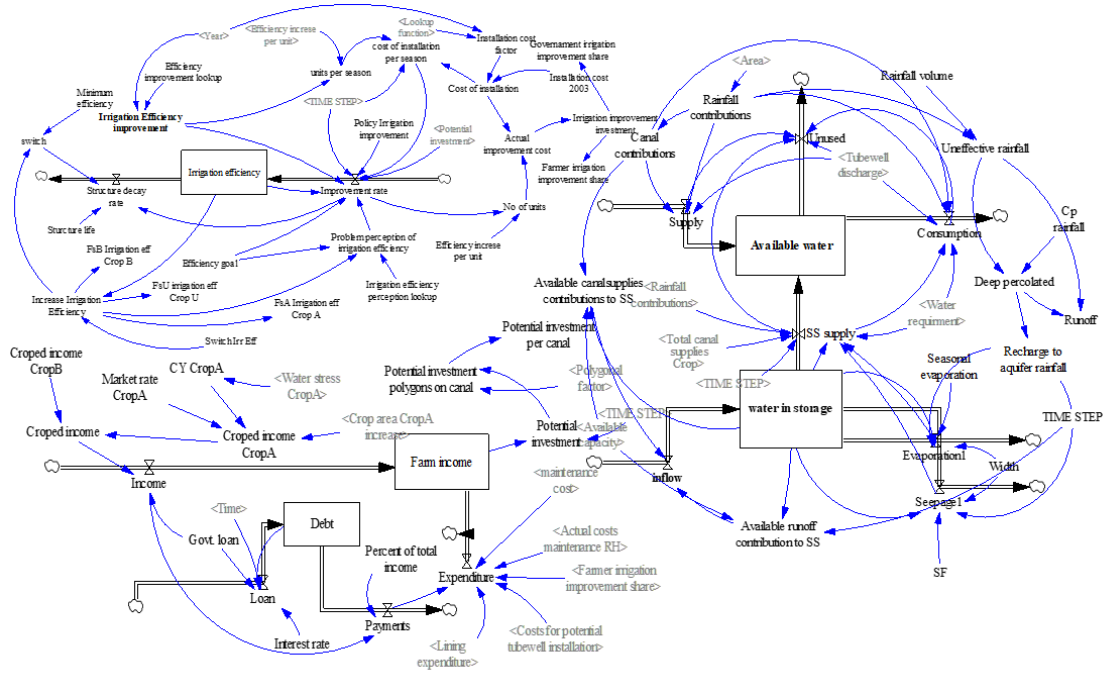 <Year>
<Efficiency increse
per unit>
<Lookup
function>
cost of installation
per season
Installation cost
factor
Governament irrigation
improvement share
Efficiency
improvement lookup
units per season
Cost of installation
Installation cost
2003
Minimum
efficiency
<TIME STEP>
Irrigation Efficiency
improvement
Policy Irrigation
improvement
<Potential
investment>
Actual
improvement cost
Irrigation improvement
investment
switch
Farmer irrigation
improvement share
Irrigation efficiency
Structure decay
rate
Improvement rate
No of units
Sturcture life
FsB Irrigation eff
Crop B
Problem perception of
irrigation efficiency
Efficiency increse
per unit
Efficiency goal
FsU irrigation eff
Crop U
Irrigation efficiency
perception lookup
Increase Irrigation
Efficiency
FsA Irrigation eff
Crop A
Switch Irr Eff
<Area>
Rainfall volume
Rainfall
contributions
Canal
contributions
Unused
Uneffective rainfall
<Tubewell
discharge>
Supply
Available water
Consumption
Cp
rainfall
Available canal supplies
contributions to SS
<Rainfall
contributions>
Deep percolated
<Water
requirment>
Runoff
SS supply
<Total canal
supplies
Crop>
Seasonal
evaporation
Recharge to
aquifer rainfall
<TIME STEP>
water in storage
<TIME STEP>
TIME STEP
inflow
Evaporation1
Width
Seepage1
Available runoff
contribution to SS
SF
Croped income
CropB
Market rate
CropA
CY CropA
<Water stress
CropA>
Potential investment
per canal
Potential investment
polygons on canal
<Polygonal
factor>
<Crop area CropA
increase>
Potential
investment
<Available
capacity>
Croped income
Croped income
CropA
Farm income
Income
<maintenance
cost>
<Time>
Debt
Govt. loan
Percent of total
income
<Actual costs
maintenance RH>
Expenditure
<Farmer irrigation
improvement share>
Loan
Payments
Interest rate
<Lining
expenditure>
<Costs for potential
tubewell installation>